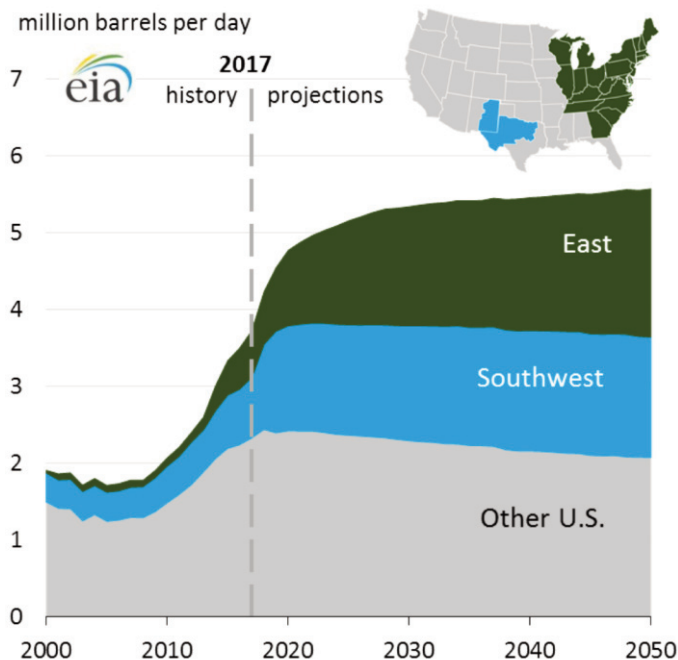 million barrels per day
eia
2017
history projections
7
6
5
4
3
2
1
0
East
Southwest
Other U.S.
2000 2010 2020 2030 2040 2050